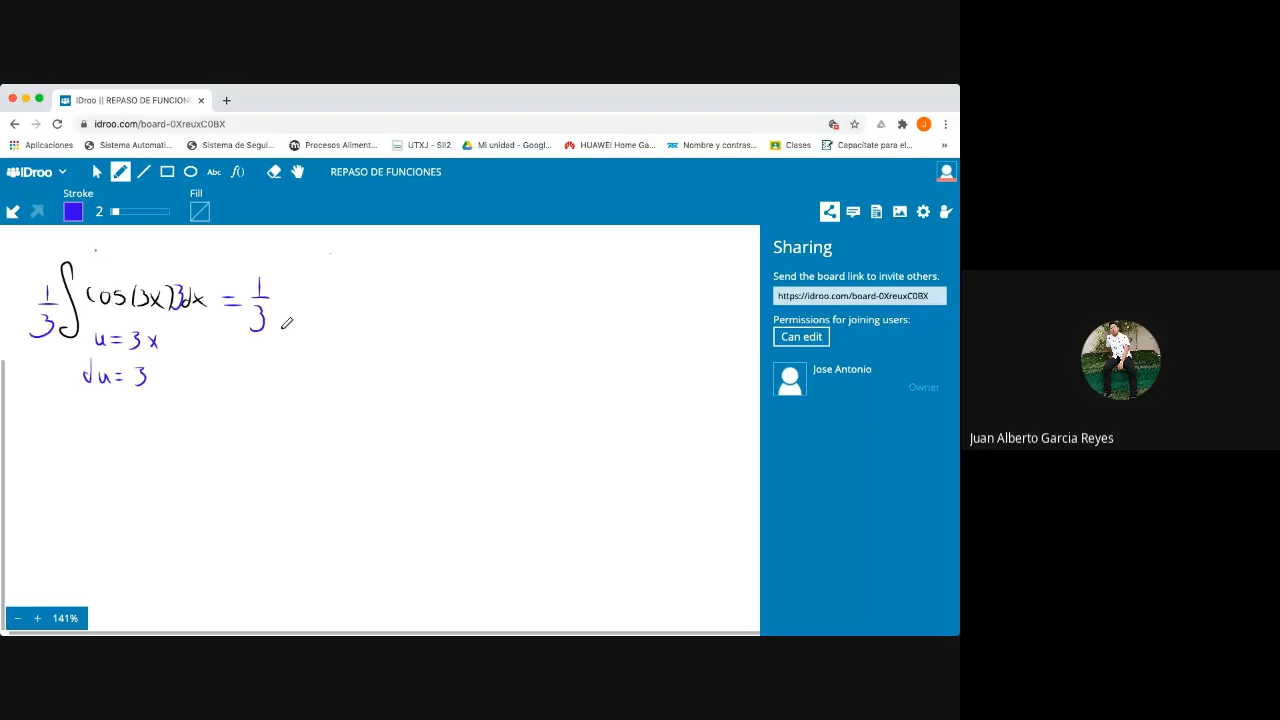 IDroo || REPASO DE FUNCIONE
idroo.com/board-0XreuxC0BX
Aplicaciones
Sistema Automati...
Sistema de Segui...
Procesos Aliment...
UTXJ - SII2
Mi unidad - Googl...
HUAWEI Home Ga...
Nombre y contras...
Clases
Capacítate para el...
»
IDroo
Abc
f()
REPASO DE FUNCIONES
Stroke
Fill
2
Sharing
Send the board link to invite others.
https://idroo.com/board-0XreuxC0BX
Permissions for joining users:
Can edit
Jose Antonio
Owner
1/3 ∫ cos(3x)3dx = 1/3
u = 3x
du = 3
− + 141%
Juan Alberto Garcia Reyes
J